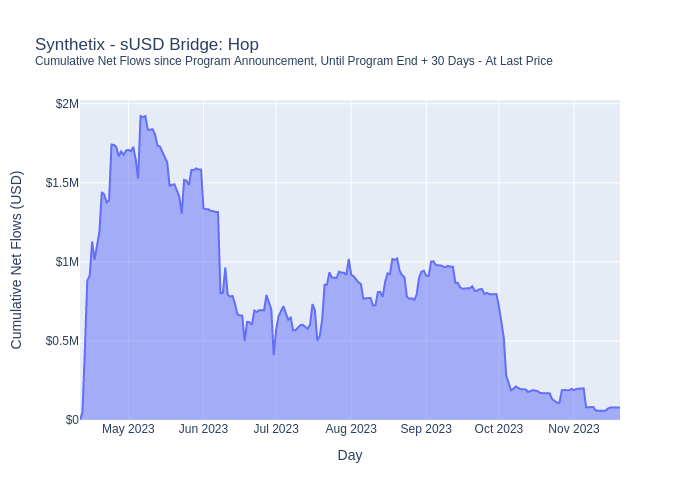 Synthetix - sUSD Bridge: Hop
Cumulative Net Flows since Program Announcement, Until Program End + 30 Days - At Last Price
Cumulative Net Flows (USD)
$2M
$1.5M
$1M
$0.5M
$0
May 2023
Jun 2023
Jul 2023
Aug 2023
Sep 2023
Oct 2023
Nov 2023
Day